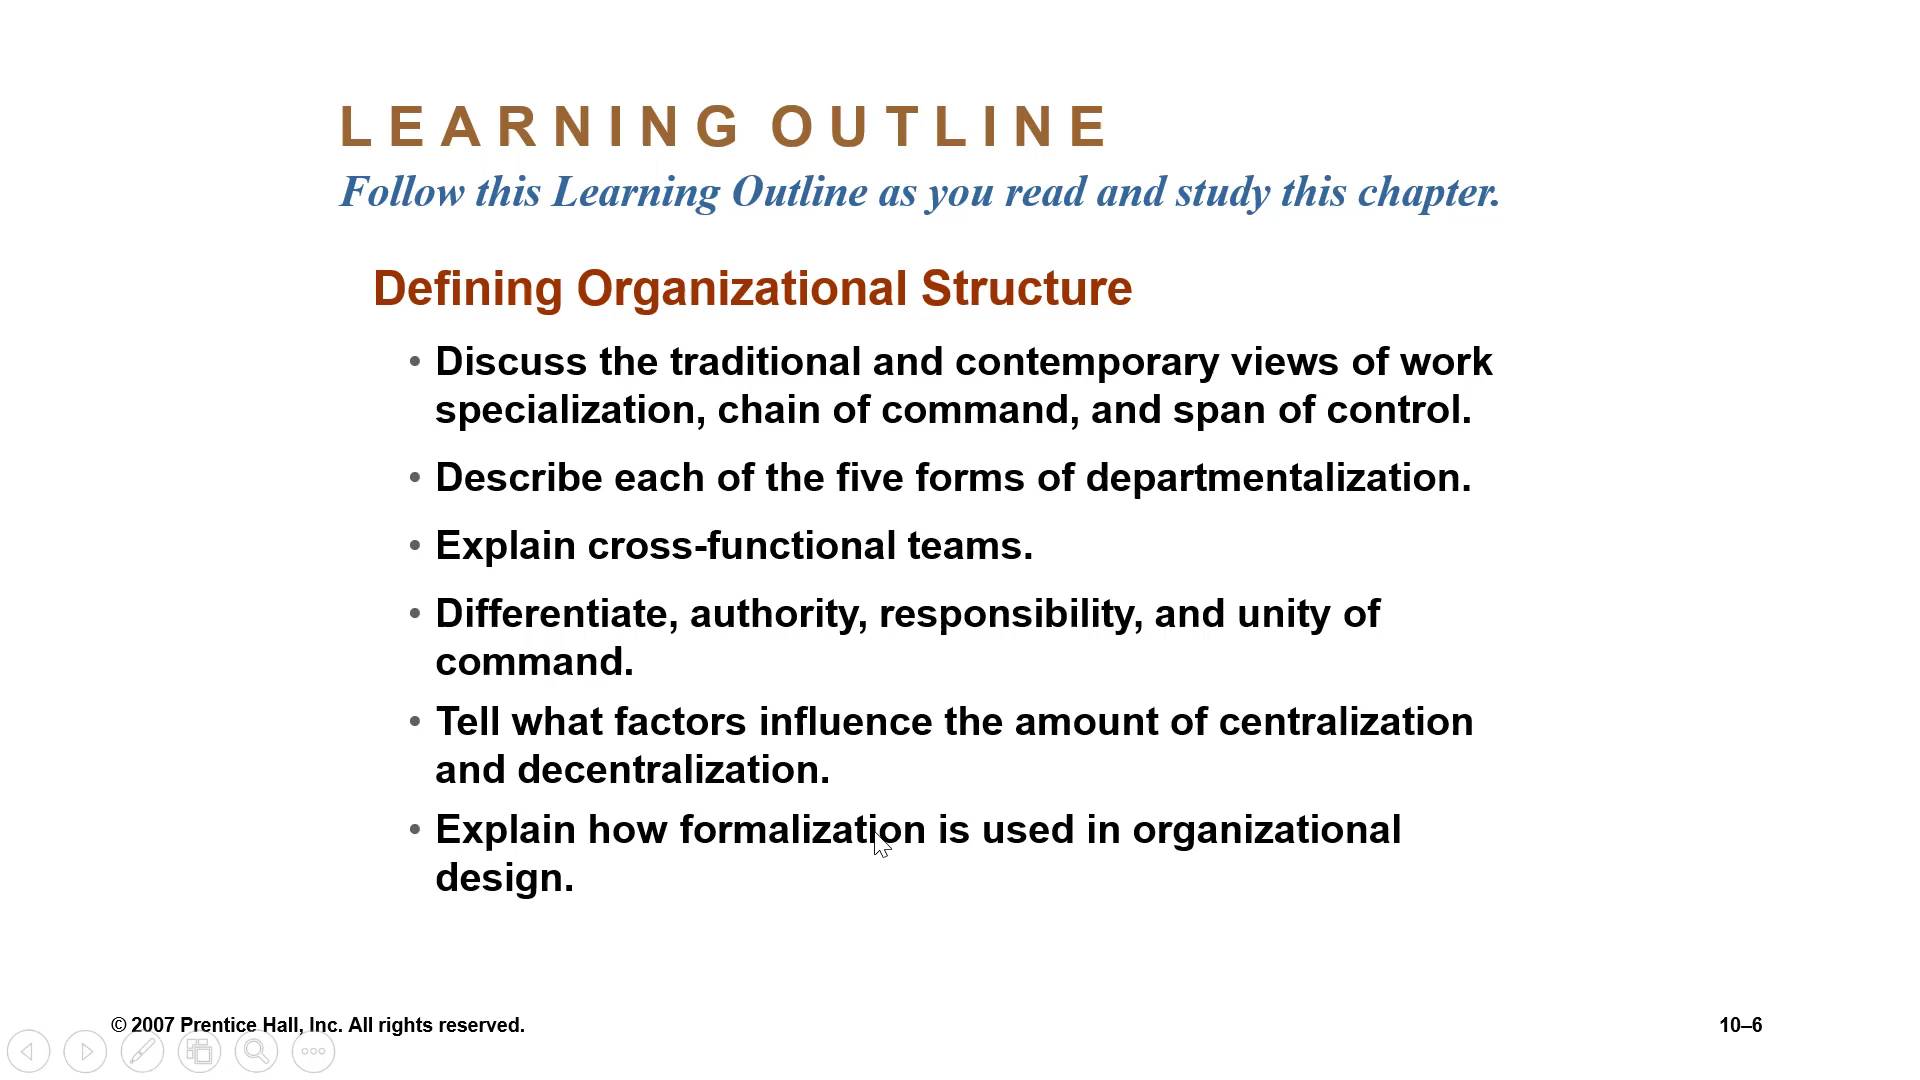 LEARNING OUTLINE
Follow this Learning Outline as you read and study this chapter.
Defining Organizational Structure
• Discuss the traditional and contemporary views of work
specialization, chain of command, and span of control.
• Describe each of the five forms of departmentalization.
• Explain cross-functional teams.
• Differentiate, authority, responsibility, and unity of
command.
• Tell what factors influence the amount of centralization
and decentralization.
• Explain how formalization is used in organizational
design.
© 2007 Prentice Hall, Inc. All rights reserved.
10–6